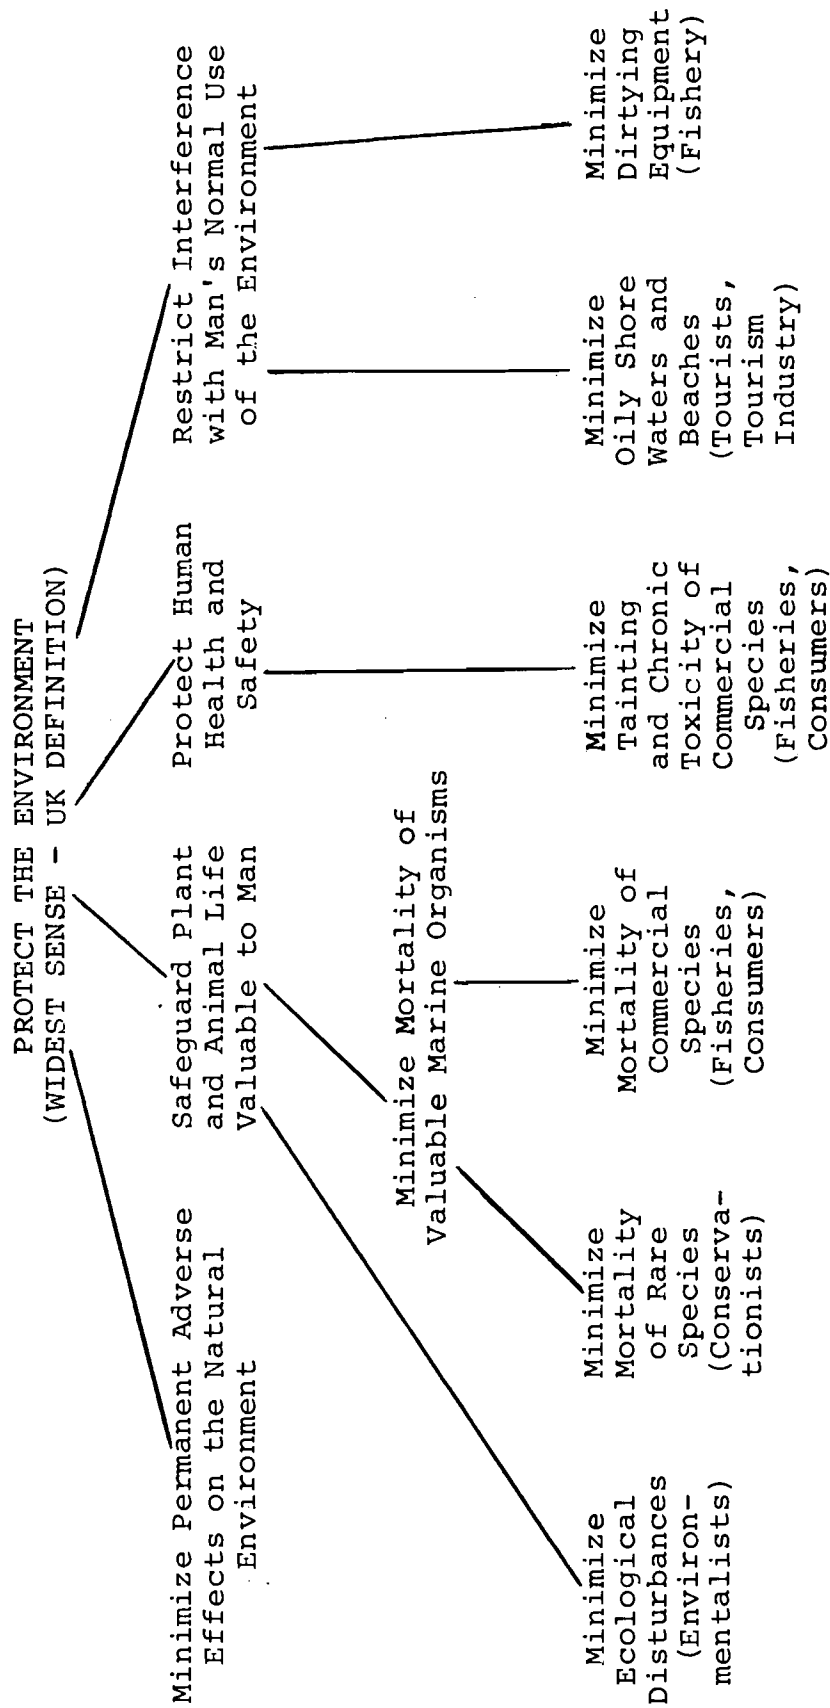 PROTECT THE ENVIRONMENT
(WIDEST SENSE - UK DEFINITION)
Minimize Permanent Adverse
Effects on the Natural
Environment
Safeguard Plant
and Animal Life
Valuable to Man
Protect Human
Health and
Safety
Restrict Interference
with Man's Normal Use
of the Environment
Minimize Mortality of
Valuable Marine Organisms
Minimize
Ecological
Disturbances
(Environ-
mentalists)
Minimize
Mortality
of Rare
Species
(Conserva-
tionists)
Minimize
Mortality of
Commercial
Species
(Fisheries,
Consumers)
Minimize
Tainting
and Chronic
Toxicity of
Commercial
Species
(Fisheries,
Consumers)
Minimize
Oily Shore
Waters and
Beaches
(Tourists,
Tourism
Industry)
Minimize
Dirtying
Equipment
(Fishery)